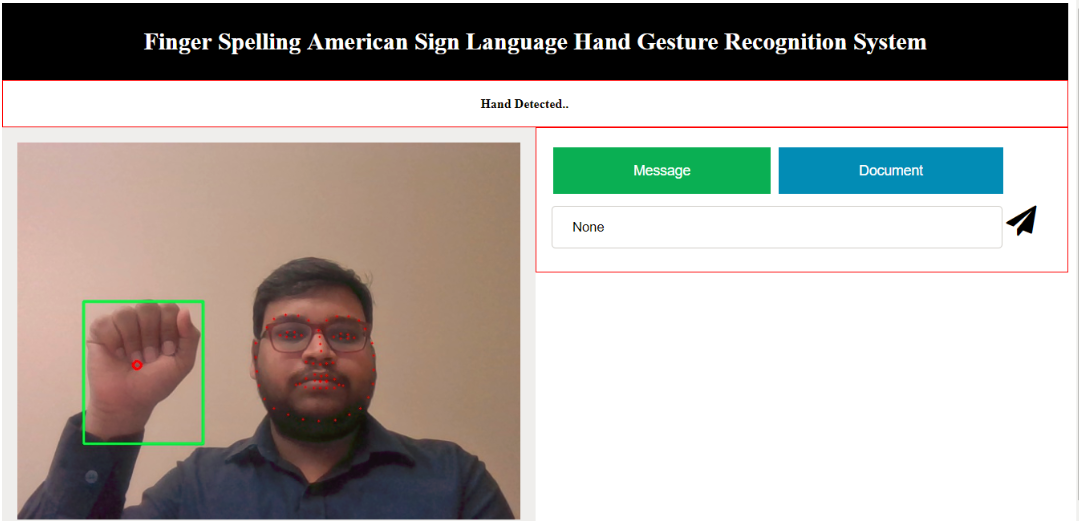 Finger Spelling American Sign Language Hand Gesture Recognition System
Hand Detected..
Message
Document
None